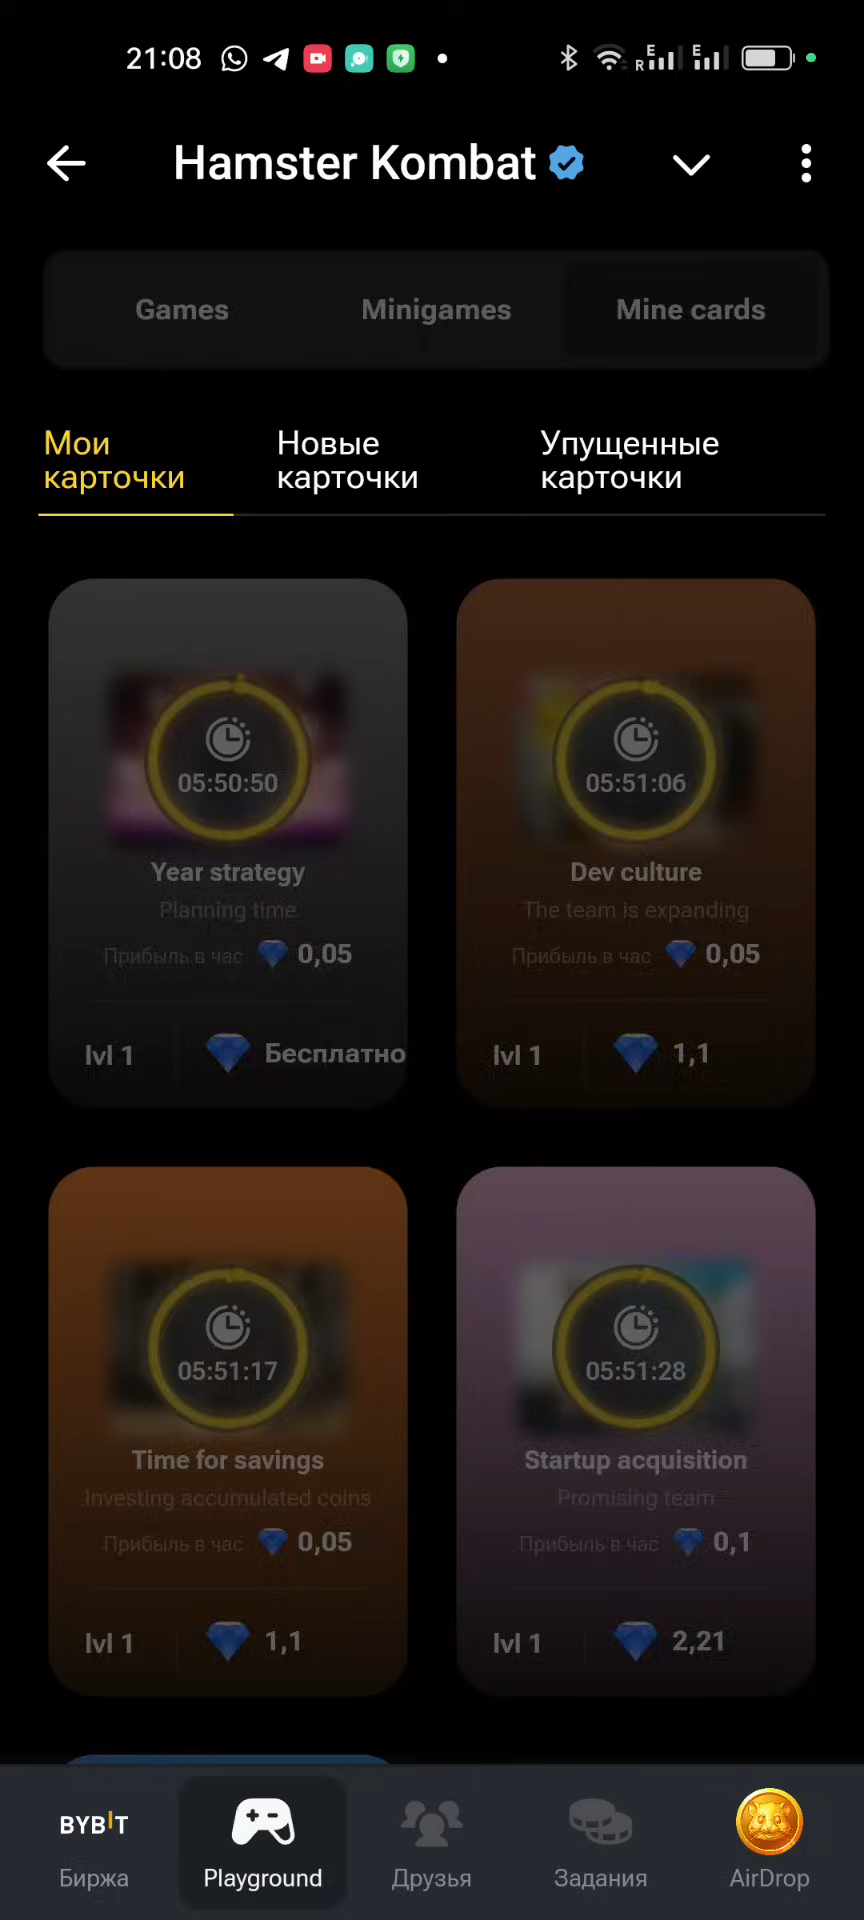 21:08
R E E
Hamster Kombat
Games Minigames Mine cards
Мои карточки
Новые карточки
Упущенные карточки
05:50:50
Year strategy
Planning time
Прибыль в час 0,05
lvl 1 Бесплатно
05:51:06
Dev culture
The team is expanding
Прибыль в час 0,05
lvl 1 1,1
05:51:17
Time for savings
Investing accumulated coins
Прибыль в час 0,05
lvl 1 1,1
05:51:28
Startup acquisition
Promising team
Прибыль в час 0,1
lvl 1 2,21
BYBIT
Биржа Playground Друзья Задания AirDrop